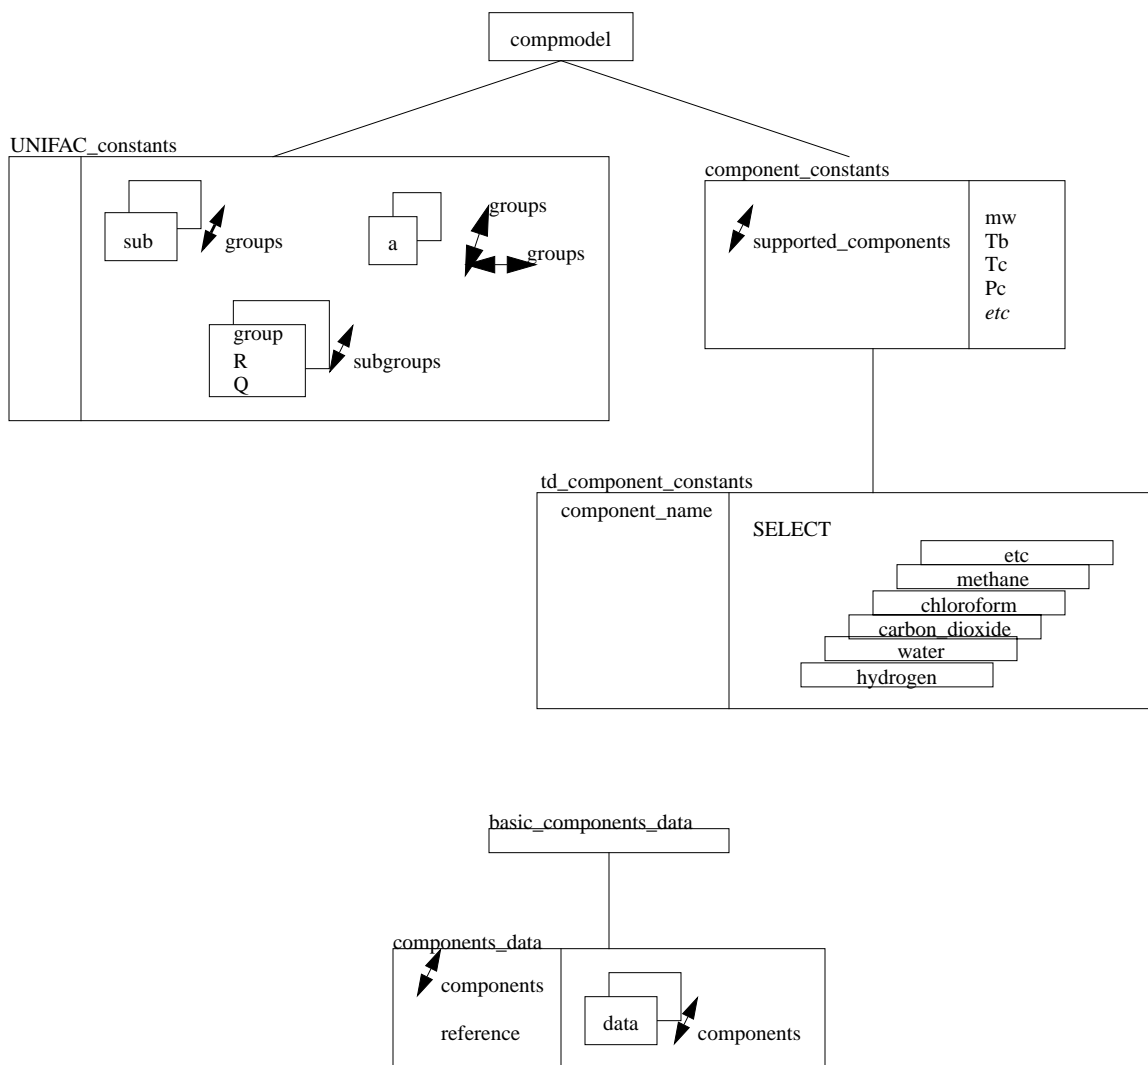 compmodel
UNIFAC_constants
sub
groups
a
groups
groups
group
R
Q
subgroups
component_constants
supported_components
mw
Tb
Tc
Pc
etc
td_component_constants
component_name
SELECT
etc
methane
chloroform
carbon_dioxide
water
hydrogen
basic_components_data
components_data
components
reference
data
components